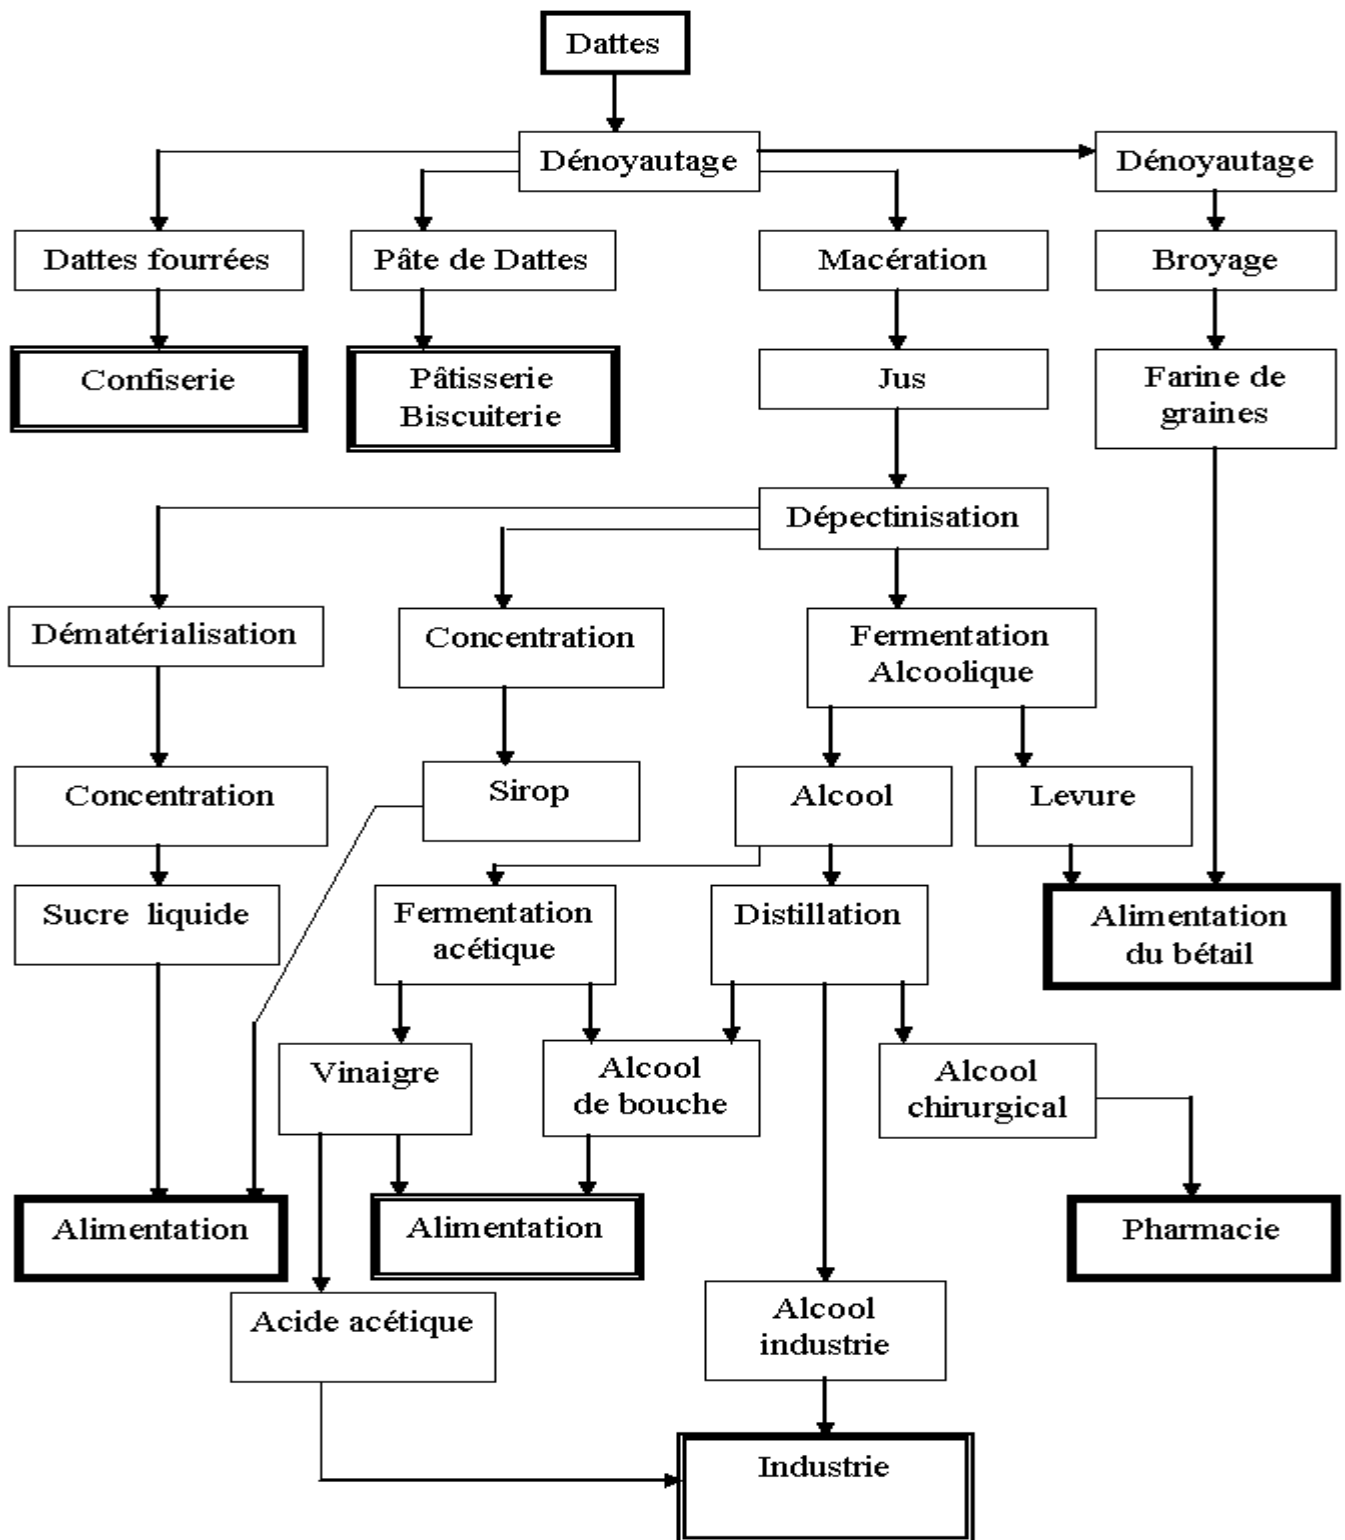 Dattes
Dénoyautage
Dénoyautage
Dattes fourrées
Pâte de Dattes
Macération
Broyage
Confiserie
Pâtisserie
Biscuiterie
Jus
Farine de
graines
Dépectinisation
Dématérialisation
Concentration
Fermentation
Alcoolique
Concentration
Sirop
Alcool
Levure
Sucre liquide
Fermentation
acétique
Distillation
Alimentation
du bétail
Vinaigre
Alcool
de bouche
Alcool
chirurgical
Alimentation
Alimentation
Pharmacie
Acide acétique
Alcool
industrie
Industrie